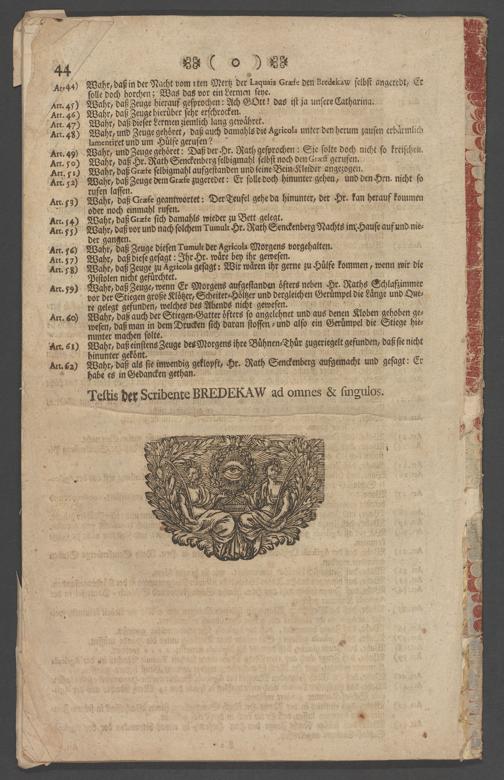 44
( o )
Art 44) Wahr, daß in der Nacht vom 1ten Mertz der Laquais Græfe den Bredekaw selbst angeredt, Er
solle doch horchen; Was das vor ein Lermen seye.
Art. 45) Wahr, daß Zeuge hierauf gesprochen: Ach GOtt! das ist ja unsere Catharina.
Art. 46) Wahr, daß Zeuge hierüber sehr erschrocken.
Art. 47) Wahr, daß dieser Lermen ziemlich lang gewähret.
Art. 48) Wahr, und Zeuge gehöret, daß auch damahls die Agricola unter den herum zausen erbärmlich
lamentiret und um Hülfe geruffen?
Art. 49) Wahr, und Zeuge gehöret: Daß der Hr. Rath gesprochen: Sie solte doch nicht so kreischen.
Art. 50) Wahr, daß Hr. Rath Senckenberg selbigmahl selbst noch den Græfe geruffen.
Art. 51) Wahr, daß Græfe selbigmahl aufgestanden und seine Bein-Kleider angezogen.
Art. 52) Wahr, daß Zeuge dem Græfe zugeredet: Er solle doch hinunter gehen, und den Hrn. nicht so
rufen lassen.
Art. 53) Wahr, daß Græfe geantwortet: Der Teufel gehe da hinunter, der Hr. kan herauf kommen
oder noch einmahl rufen.
Art. 54) Wahr, daß Græfe sich damahls wieder zu Bett gelegt.
Art. 55) Wahr, daß vor und nach solchem Tumult Hr. Rath Senckenberg Nachts im Hause auf und nie-
der gangen.
Art. 56) Wahr, daß Zeuge diesen Tumult der Agricola Morgens vorgehalten.
Art. 57) Wahr, daß diese gesagt: Ihr Hr. wäre bey ihr gewesen.
Art. 58) Wahr, daß Zeuge zu Agricola gesagt: Wir wären ihr gerne zu Hülfe kommen, wenn wir die
Pistolen nicht geförchtet.
Art. 59) Wahr, daß Zeuge, wenn Er Morgens aufgestanden öfters neben Hr. Raths Schlafzimmer
vor der Stiegen große Klötzer, Scheiter-Höltzer und dergleichen Gerümpel die Länge und Que-
re gelegt gefunden, welches des Abends nicht gewesen.
Art. 60) Wahr, daß auch der Stiegen-Gatter öfters so angelehnet und aus denen Kloben gehoben ge-
wesen, daß man in dem Drucken sich daran stossen, und also ein Gerümpel die Stiege hie-
nunter machen solte.
Art. 61) Wahr, daß einstens Zeuge des Morgens ihre Bühnen-Thür zugeriegelt gefunden, daß sie nicht
hinunter gekönt.
Art. 62) Wahr, daß als sie inwendig geklopft, Hr. Rath Senckenberg aufgemacht und gesagt: Er
habe es in Gedancken gethan.
Testis der Scribente BREDEKAW ad omnes & singulos.